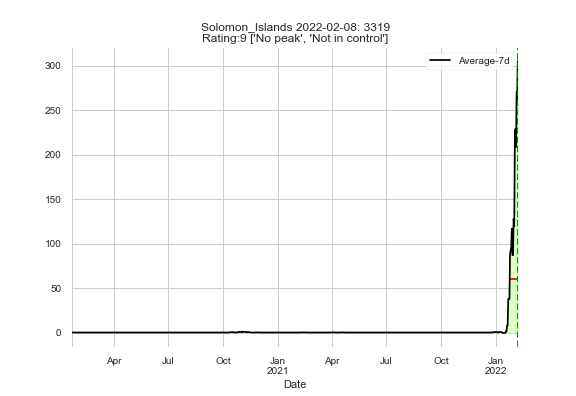 Solomon_Islands 2022-02-08: 3319
Rating:9 ['No peak', 'Not in control']
Average-7d
300
250
200
150
100
50
0
Apr Jul Oct Jan Apr Jul Oct Jan
2021 2022
Date